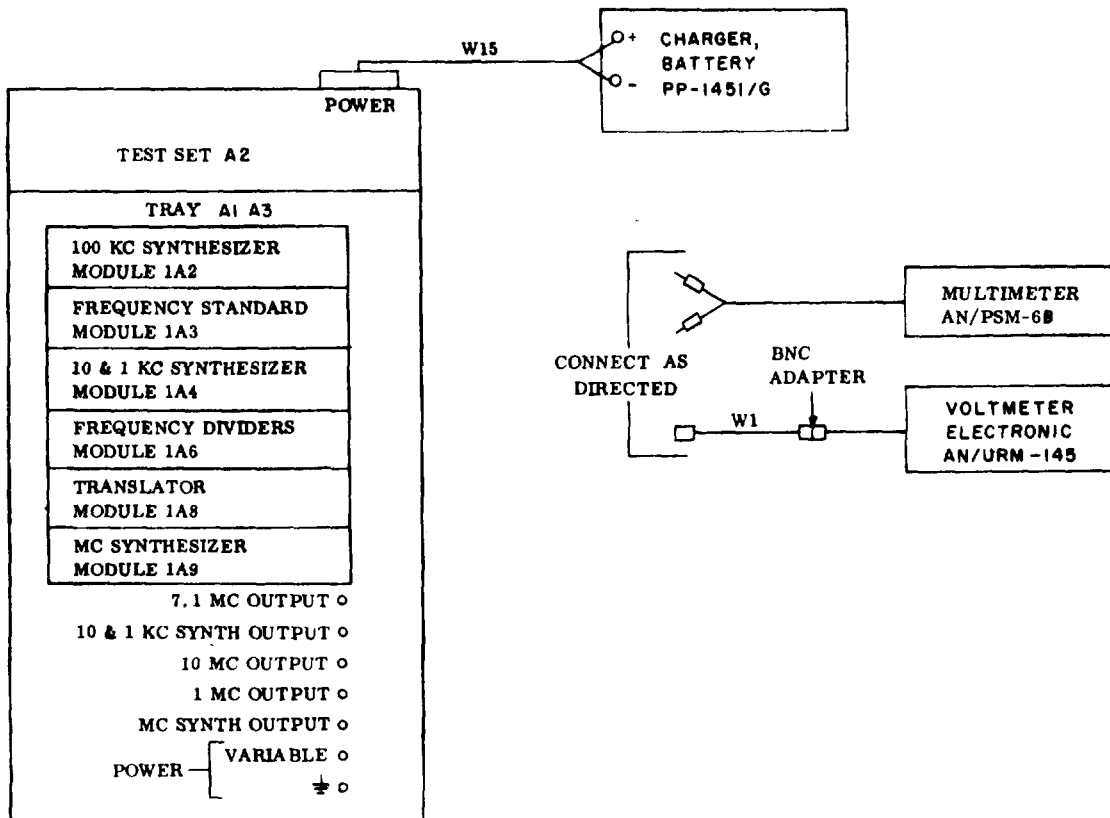 W15
+ CHARGER,
BATTERY
- PP-1451/G
POWER
TEST SET A2
TRAY A1 A3
100 KC SYNTHESIZER
MODULE 1A2
FREQUENCY STANDARD
MODULE 1A3
10 & 1 KC SYNTHESIZER
MODULE 1A4
FREQUENCY DIVIDERS
MODULE 1A6
TRANSLATOR
MODULE 1A8
MC SYNTHESIZER
MODULE 1A9
7.1 MC OUTPUT
10 & 1 KC SYNTH OUTPUT
10 MC OUTPUT
1 MC OUTPUT
MC SYNTH OUTPUT
POWER
VARIABLE
CONNECT AS
DIRECTED
MULTIMETER
AN/PSM-6B
BNC
ADAPTER
W1
VOLTMETER
ELECTRONIC
AN/URM-145